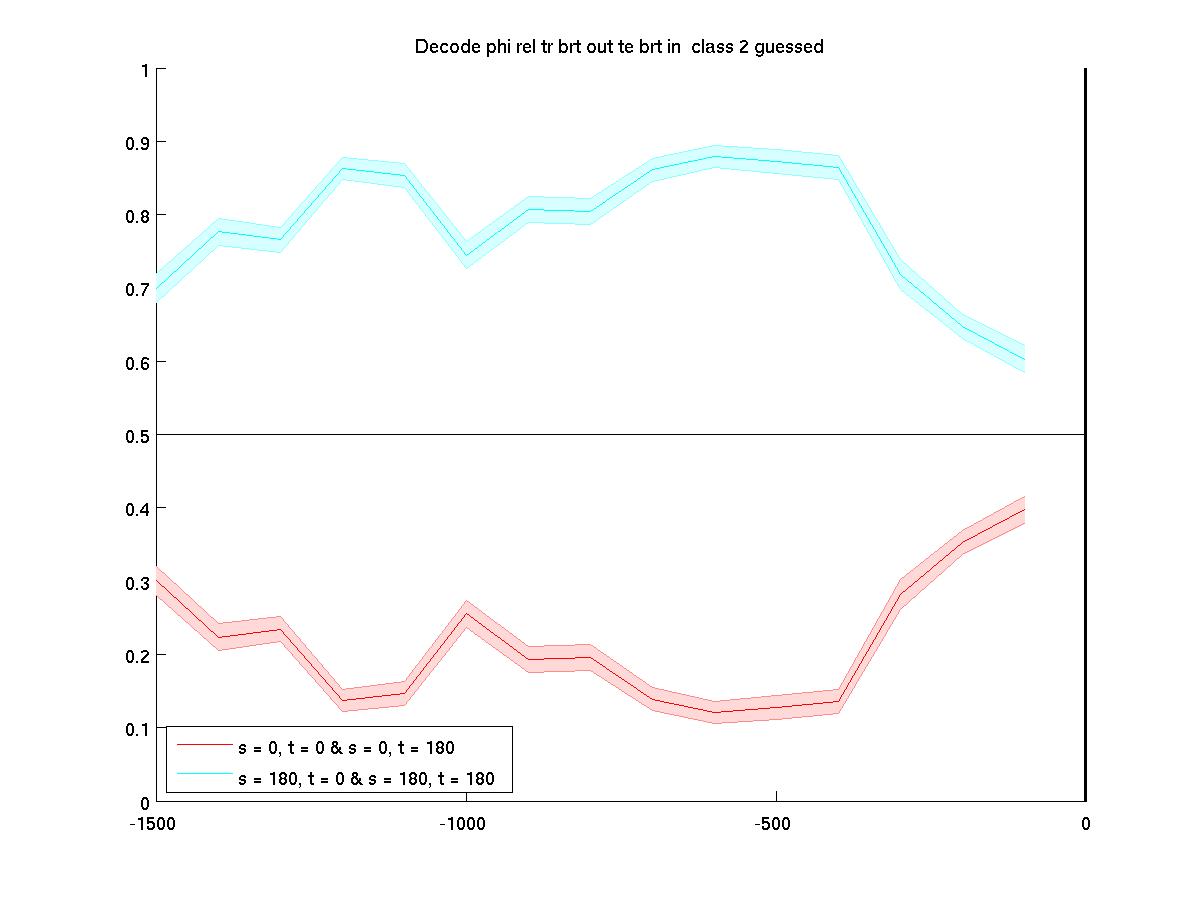 Decode phi rel tr brt out te brt in  class 2 guessed
1
0.9
0.8
0.7
0.6
0.5
0.4
0.3
0.2
0.1
0
s = 0, t = 0 & s = 0, t = 180
s = 180, t = 0 & s = 180, t = 180
-1500 -1000 -500 0